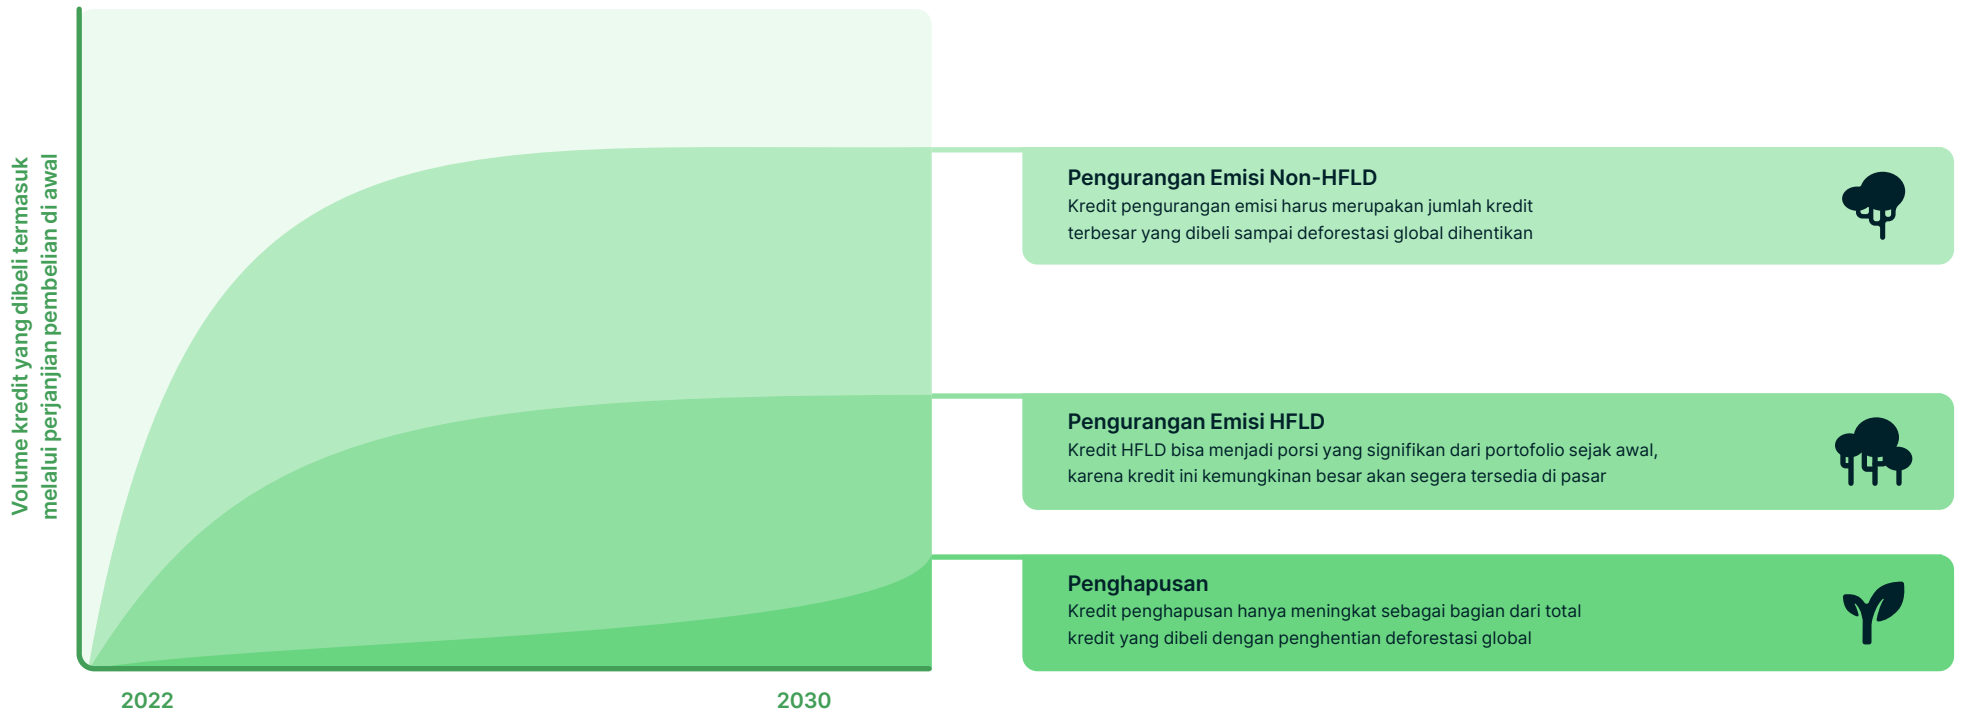 Volume kredit yang dibeli termasuk
melalui perjanjian pembelian di awal
Pengurangan Emisi Non-HFLD
Kredit pengurangan emisi harus merupakan jumlah kredit
terbesar yang dibeli sampai deforestasi global dihentikan
Pengurangan Emisi HFLD
Kredit HFLD bisa menjadi porsi yang signifikan dari portofolio sejak awal,
karena kredit ini kemungkinan besar akan segera tersedia di pasar
Penghapusan
Kredit penghapusan hanya meningkat sebagai bagian dari total
kredit yang dibeli dengan penghentian deforestasi global
2022
2030